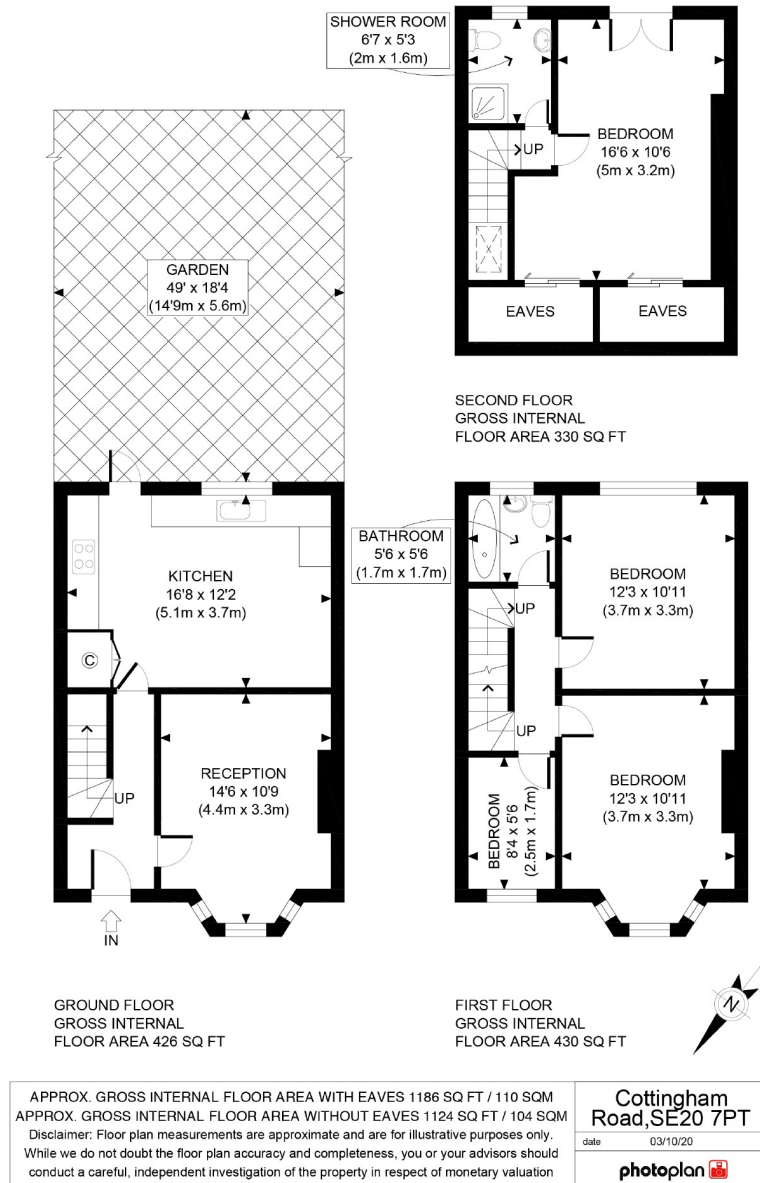 SHOWER ROOM
6'7 x 5'3
(2m x 1.6m)
BEDROOM
16'6 x 10'6
(5m x 3.2m)
UP
EAVES
EAVES
SECOND FLOOR
GROSS INTERNAL
FLOOR AREA 330 SQ FT
GARDEN
49' x 18'4
(14'9m x 5.6m)
KITCHEN
16'8 x 12'2
(5.1m x 3.7m)
C
RECEPTION
14'6 x 10'9
(4.4m x 3.3m)
UP
IN
GROUND FLOOR
GROSS INTERNAL
FLOOR AREA 426 SQ FT
BATHROOM
5'6 x 5'6
(1.7m x 1.7m)
BEDROOM
12'3 x 10'11
(3.7m x 3.3m)
UP
UP
BEDROOM
12'3 x 10'11
(3.7m x 3.3m)
BEDROOM
8'4 x 5'6
(2.5m x 1.7m)
FIRST FLOOR
GROSS INTERNAL
FLOOR AREA 430 SQ FT
N
APPROX. GROSS INTERNAL FLOOR AREA WITH EAVES 1186 SQ FT / 110 SQM
APPROX. GROSS INTERNAL FLOOR AREA WITHOUT EAVES 1124 SQ FT / 104 SQM
Disclaimer: Floor plan measurements are approximate and are for illustrative purposes only.
While we do not doubt the floor plan accuracy and completeness, you or your advisors should
conduct a careful, independent investigation of the property in respect of monetary valuation
Cottingham
Road,SE20 7PT
date 03/10/20
photoplan